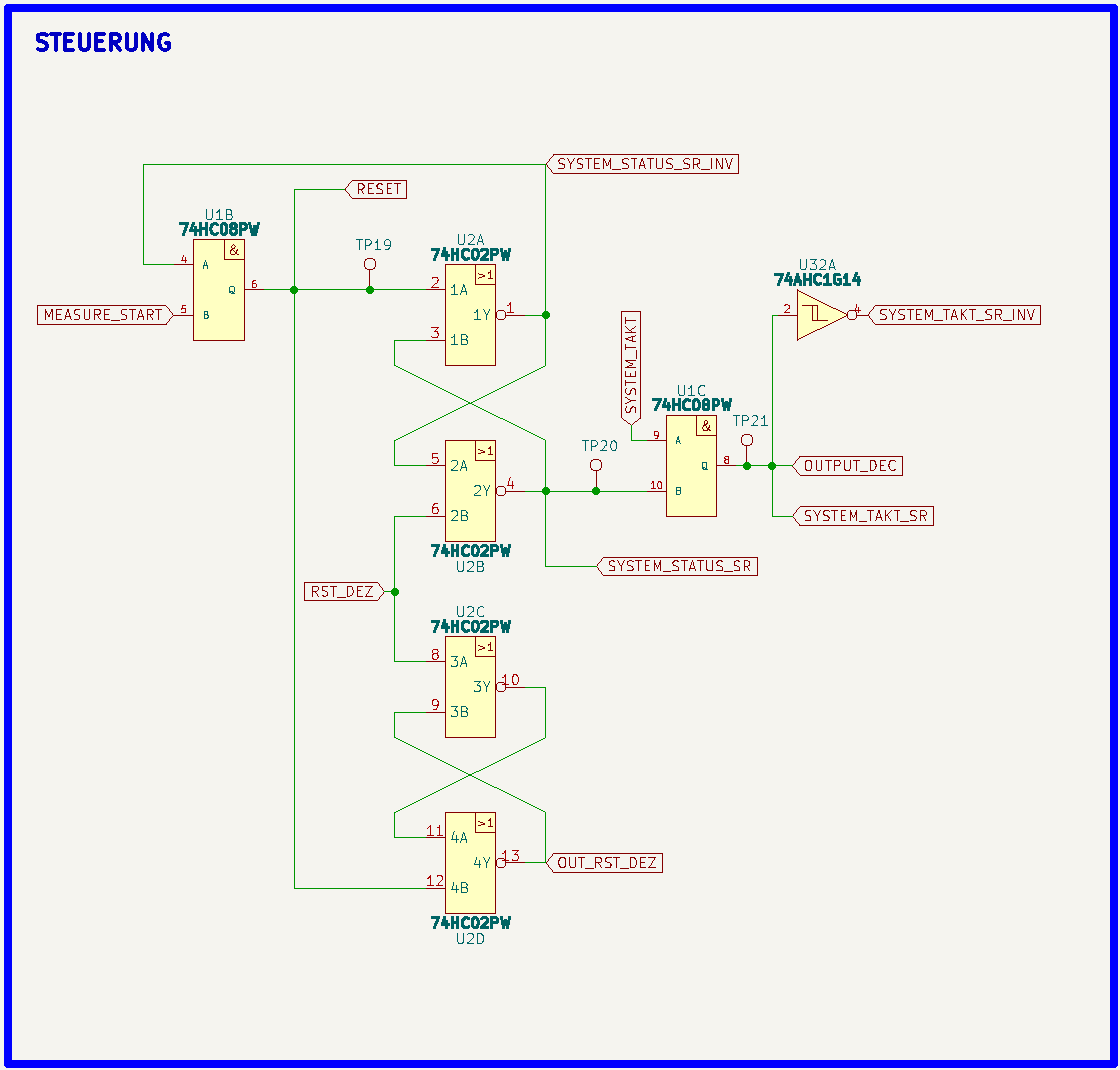 STEUERUNG
SYSTEM_STATUS_SR_INV
RESET
U1B
74HC08PW
&
4 A
Q 6
MEASURE_START
5 B
TP19
U2A
74HC02PW
>1
2 1A
1Y 1
3 1B
U32A
74AHC1G14
2
4
SYSTEM_TAKT_SR_INV
SYSTEM_TAKT
U1C
74HC08PW
&
9 A
Q 8
10 B
TP21
OUTPUT_DEC
SYSTEM_TAKT_SR
TP20
>1
5 2A
2Y 4
6 2B
74HC02PW
U2B
SYSTEM_STATUS_SR
RST_DEZ
U2C
74HC02PW
>1
8 3A
3Y 10
9 3B
>1
11 4A
4Y 13
OUT_RST_DEZ
12 4B
74HC02PW
U2D